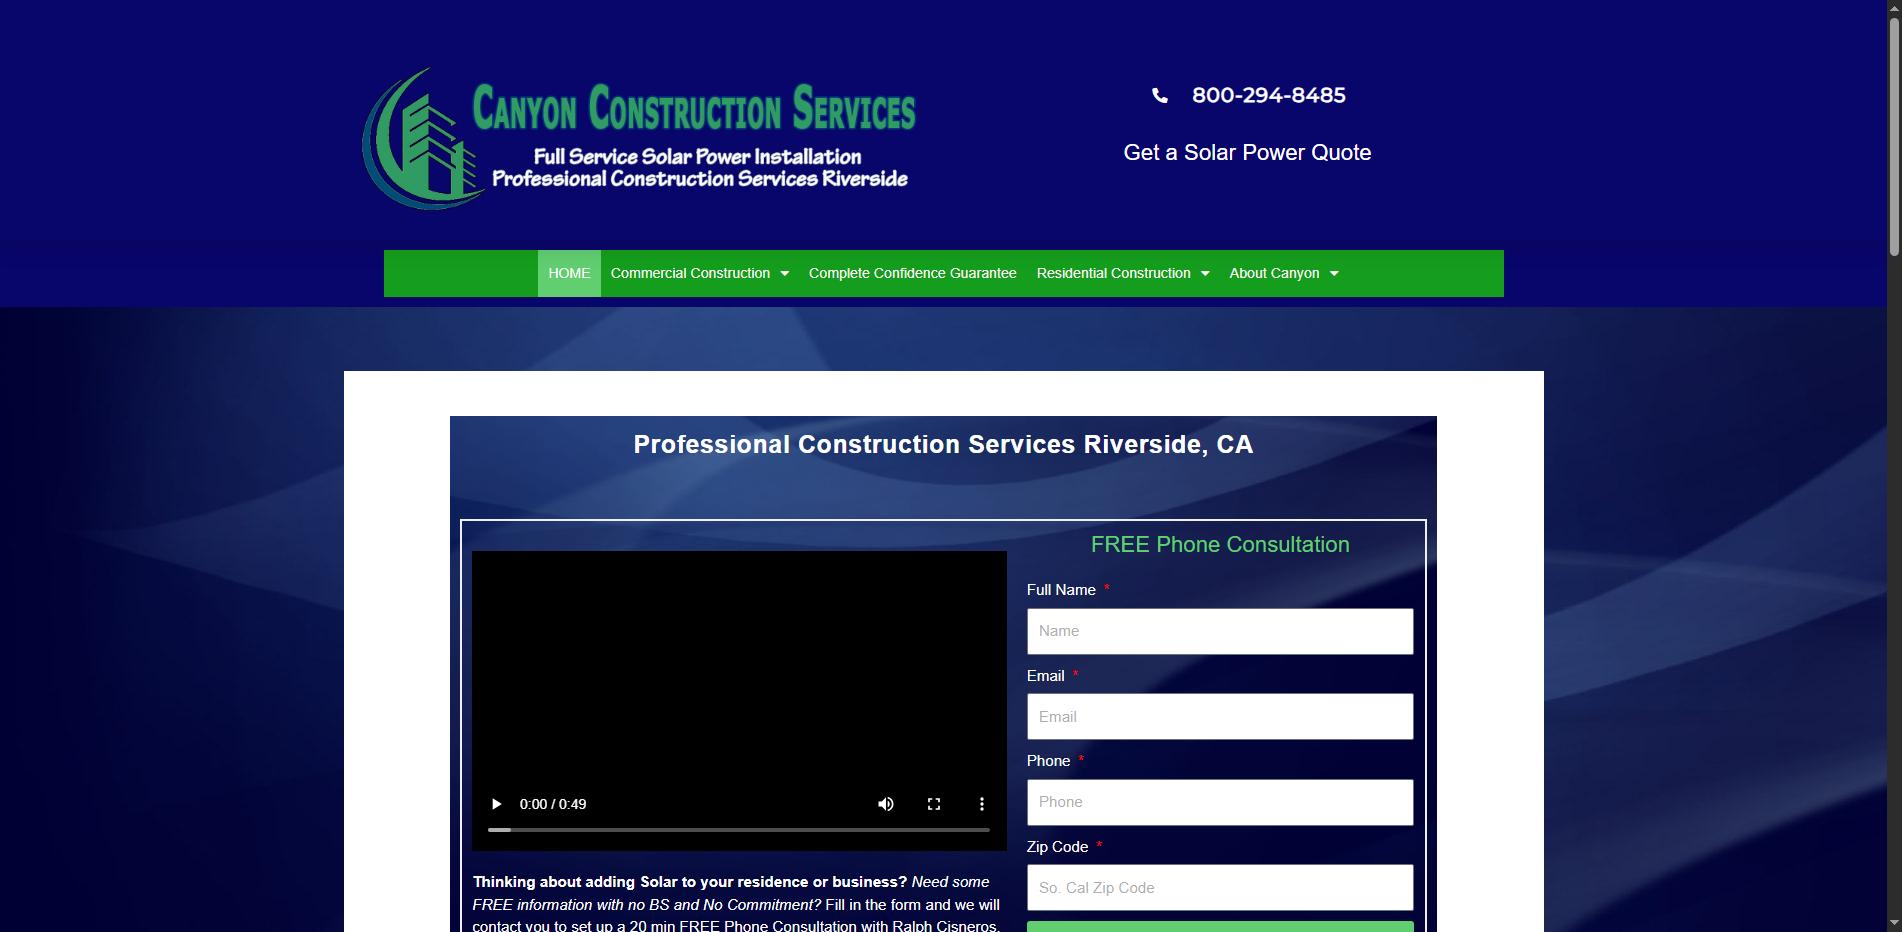 CANYON CONSTRUCTION SERVICES
Full Service Solar Power Installation
Professional Construction Services Riverside
800-294-8485
Get a Solar Power Quote
HOME
Commercial Construction
Complete Confidence Guarantee
Residential Construction
About Canyon
Professional Construction Services Riverside, CA
0:00 / 0:49
Thinking about adding Solar to your residence or business? Need some
FREE information with no BS and No Commitment? Fill in the form and we will
contact you to set up a 20 min FREE Phone Consultation with Ralph Cisneros.
FREE Phone Consultation
Full Name *
Name
Email *
Email
Phone *
Phone
Zip Code *
So. Cal Zip Code